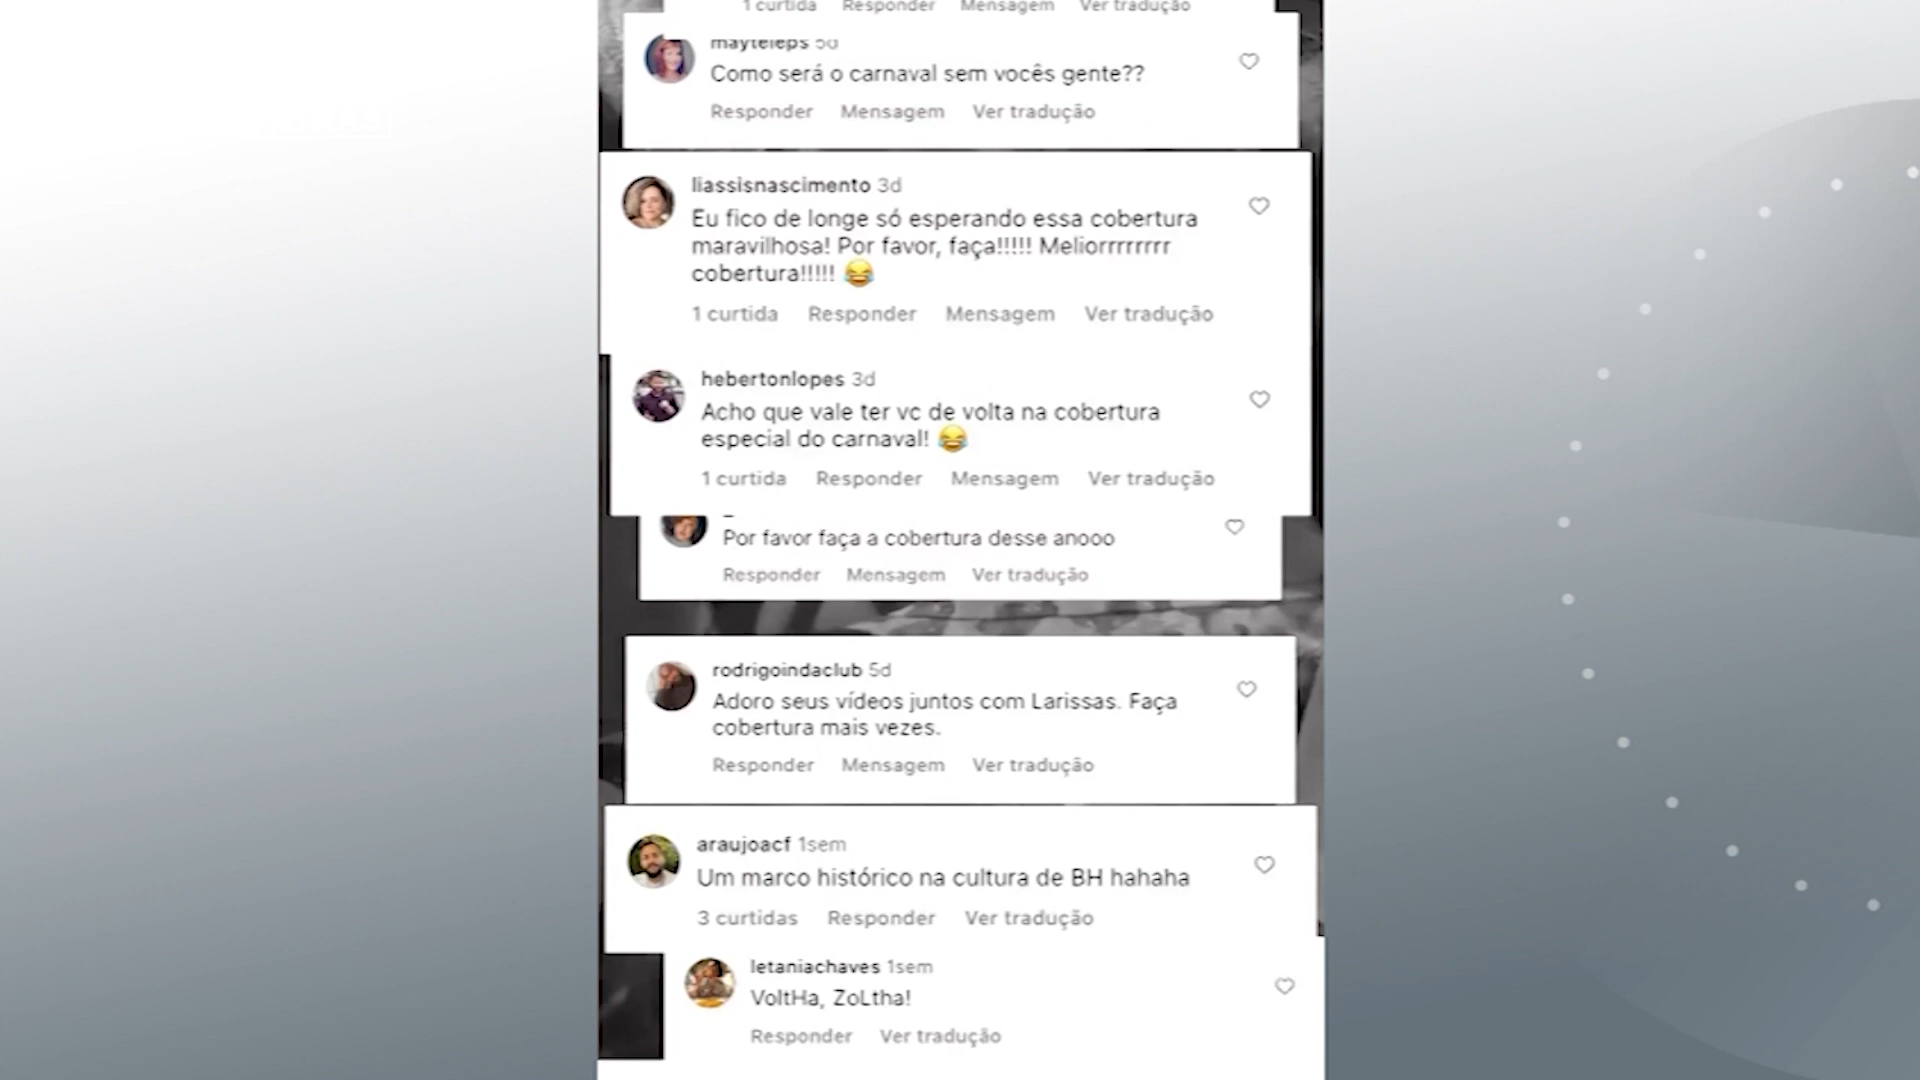 1 curtida Responder Mensagem Ver tradução
mayteleps 5d
Como será o carnaval sem vocês gente??
Responder Mensagem Ver tradução
liassisnascimento 3d
Eu fico de longe só esperando essa cobertura
maravilhosa! Por favor, faça!!!!! Meliorrrrrrrr
cobertura!!!!! 😂
1 curtida Responder Mensagem Ver tradução
hebertonlopes 3d
Acho que vale ter vc de volta na cobertura
especial do carnaval! 😂
1 curtida Responder Mensagem Ver tradução
Por favor faça a cobertura desse anooo
Responder Mensagem Ver tradução
rodrigoindaclub 5d
Adoro seus vídeos juntos com Larissas. Faça
cobertura mais vezes.
Responder Mensagem Ver tradução
araujoacf 1sem
Um marco histórico na cultura de BH hahaha
3 curtidas Responder Ver tradução
letaniachaves 1sem
VoltHa, ZoLtha!
Responder Ver tradução